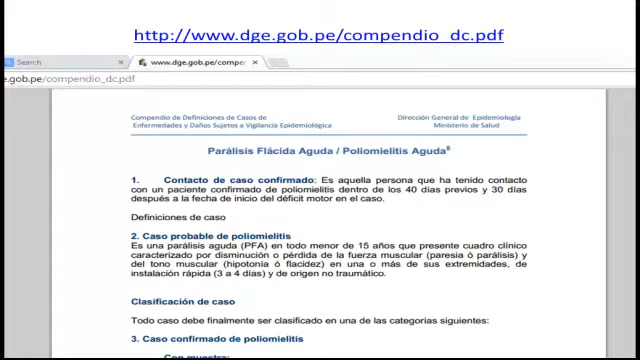 http://www.dge.gob.pe/compendio_dc.pdf
Search
www.dge.gob.pe/compe
e.gob.pe/compendio_dc.pdf
Compendio de Definiciones de Casos de
Enfermedades y Daños Sujetos a Vigilancia Epidemiológica
Dirección General de Epidemiología
Ministerio de Salud
Parálisis Flácida Aguda / Poliomielitis Aguda8
1. Contacto de caso confirmado: Es aquella persona que ha tenido contacto
con un paciente confirmado de poliomielitis dentro de los 40 días previos y 30 días
después a la fecha de inicio del déficit motor en el caso.
Definiciones de caso
2. Caso probable de poliomielitis
Es una parálisis aguda (PFA) en todo menor de 15 años que presente cuadro clínico
caracterizado por disminución o pérdida de la fuerza muscular (paresia ó parálisis) y
del tono muscular (hipotonía ó flacidez) en una o más de sus extremidades, de
instalación rápida (3 a 4 días) y de origen no traumático.
Clasificación de caso
Todo caso debe finalmente ser clasificado en una de las categorías siguientes:
3. Caso confirmado de poliomielitis
Con muestra: